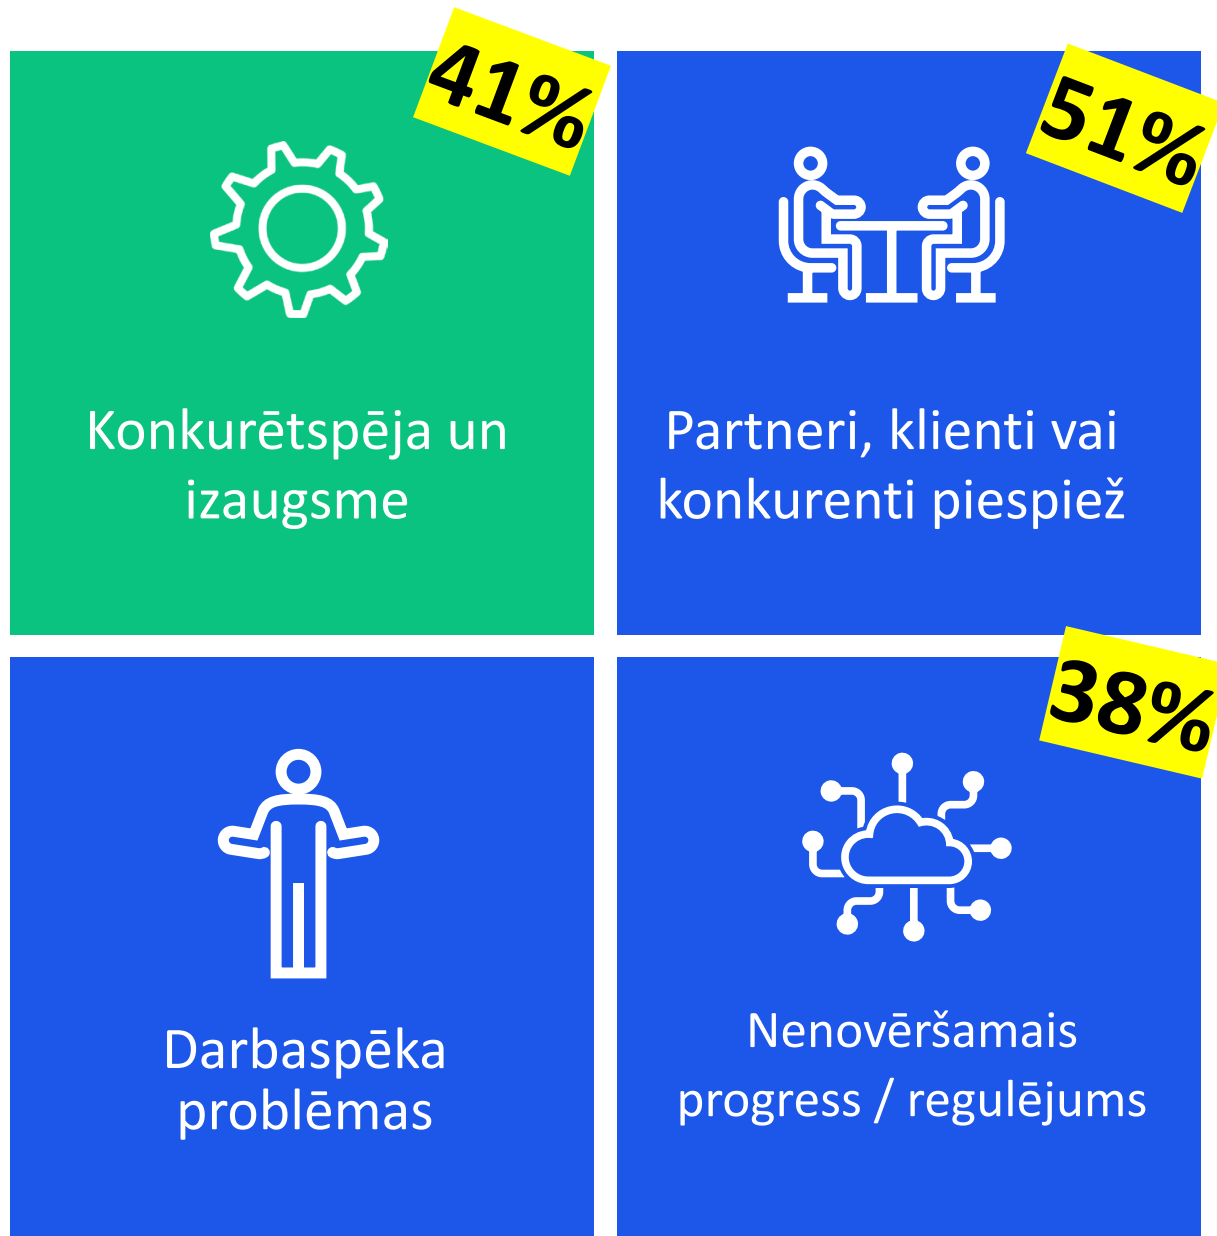 41%
Konkurētspēja un
izaugsme
51%
Partneri, klienti vai
konkurenti piespiež
Darbaspēka
problēmas
38%
Nenovēršamais
progress / regulējums